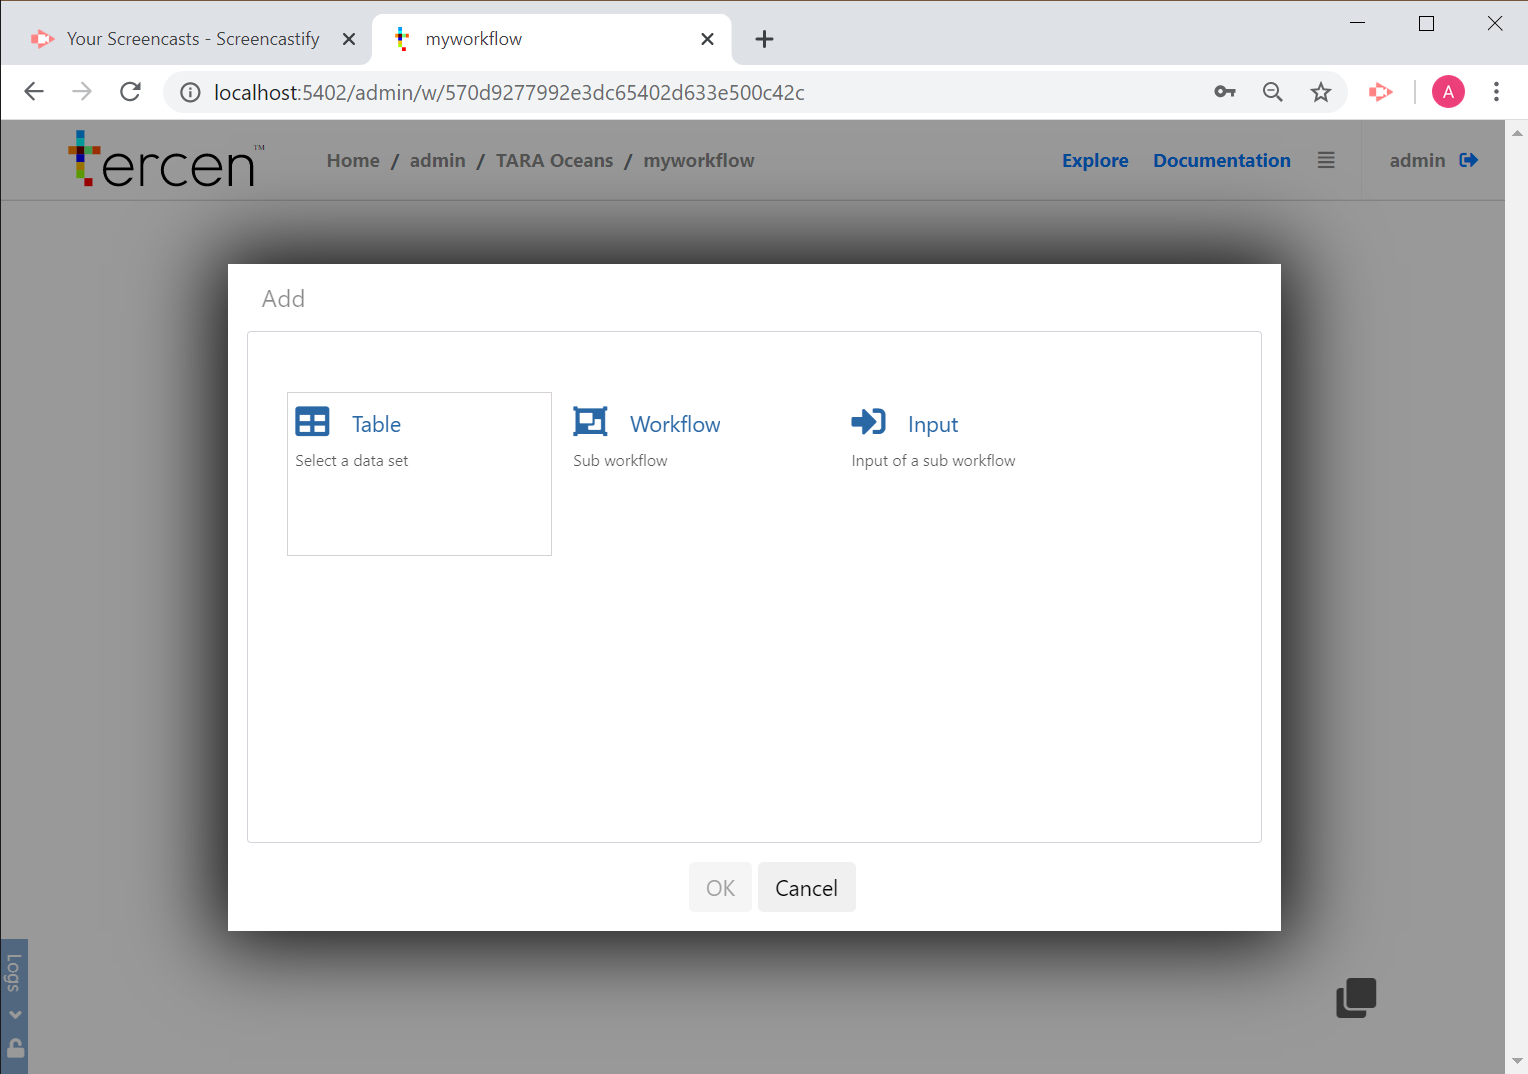 Your Screencasts - Screencastify
myworkflow
localhost:5402/admin/w/570d9277992e3dc65402d633e500c42c
A
tercen™
Home / admin / TARA Oceans / myworkflow
Explore Documentation admin
Add
Table
Select a data set
Workflow
Sub workflow
Input
Input of a sub workflow
OK Cancel
Logs